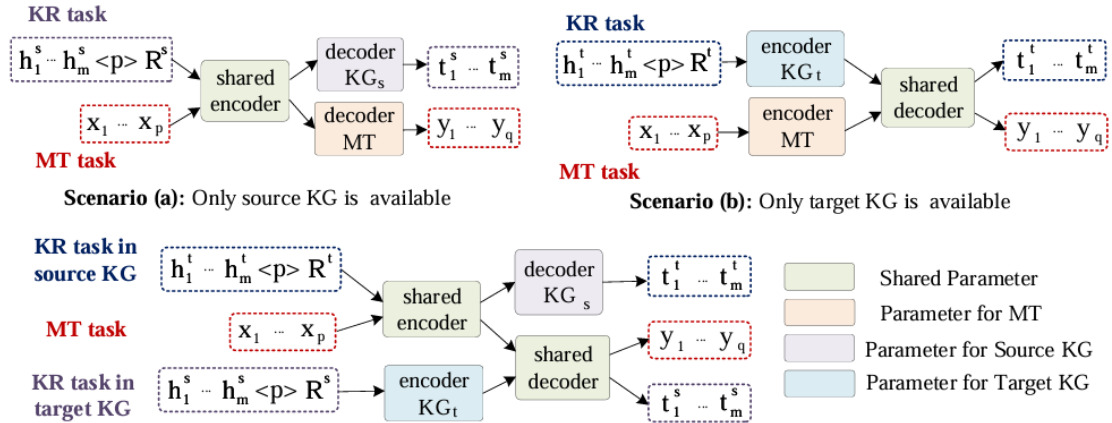 KR task
h₁ˢ ... hₘˢ <p> Rˢ
shared
encoder
decoder
KGₛ
t₁ˢ ... tₘˢ
x₁ ... xₚ
decoder
MT
y₁ ... y_q
MT task
Scenario (a): Only source KG is available
KR task
h₁ᵗ ... hₘᵗ <p> Rᵗ
encoder
KGₜ
shared
decoder
t₁ᵗ ... tₘᵗ
x₁ ... xₚ
encoder
MT
y₁ ... y_q
MT task
Scenario (b): Only target KG is available
KR task in
source KG
h₁ᵗ ... hₘᵗ <p> Rᵗ
decoder
KG ₛ
t₁ᵗ ... tₘᵗ
shared
encoder
MT task
x₁ ... xₚ
y₁ ... y_q
shared
decoder
KR task in
target KG
h₁ˢ ... hₘˢ <p> Rˢ
encoder
KGₜ
t₁ˢ ... tₘˢ
Shared Parameter
Parameter for MT
Parameter for Source KG
Parameter for Target KG